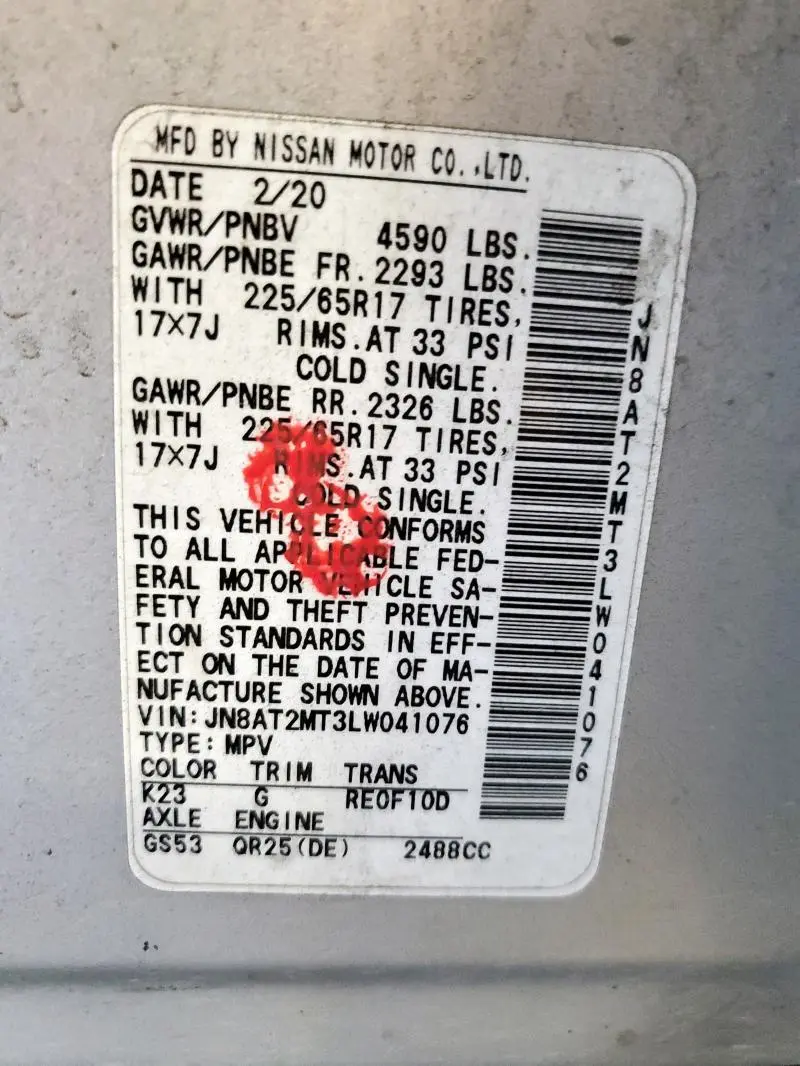 MFD BY NISSAN MOTOR CO.,LTD.
DATE 2/20
GVWR/PNBV 4590 LBS.
GAWR/PNBE FR.2293 LBS.
WITH 225/65R17 TIRES,
17×7J RIMS.AT 33 PSI
COLD SINGLE.
GAWR/PNBE RR.2326 LBS.
WITH 225/65R17 TIRES,
17×7J RIMS.AT 33 PSI
COLD SINGLE.
THIS VEHICLE CONFORMS
TO ALL APPLICABLE FED-
ERAL MOTOR VEHICLE SA-
FETY AND THEFT PREVEN-
TION STANDARDS IN EFF-
ECT ON THE DATE OF MA-
NUFACTURE SHOWN ABOVE.
VIN:JN8AT2MT3LW041076
TYPE:MPV
COLOR TRIM TRANS
K23 G RE0F10D
AXLE ENGINE
GS53 QR25(DE) 2488CC
JN8AT2MT3LW041076